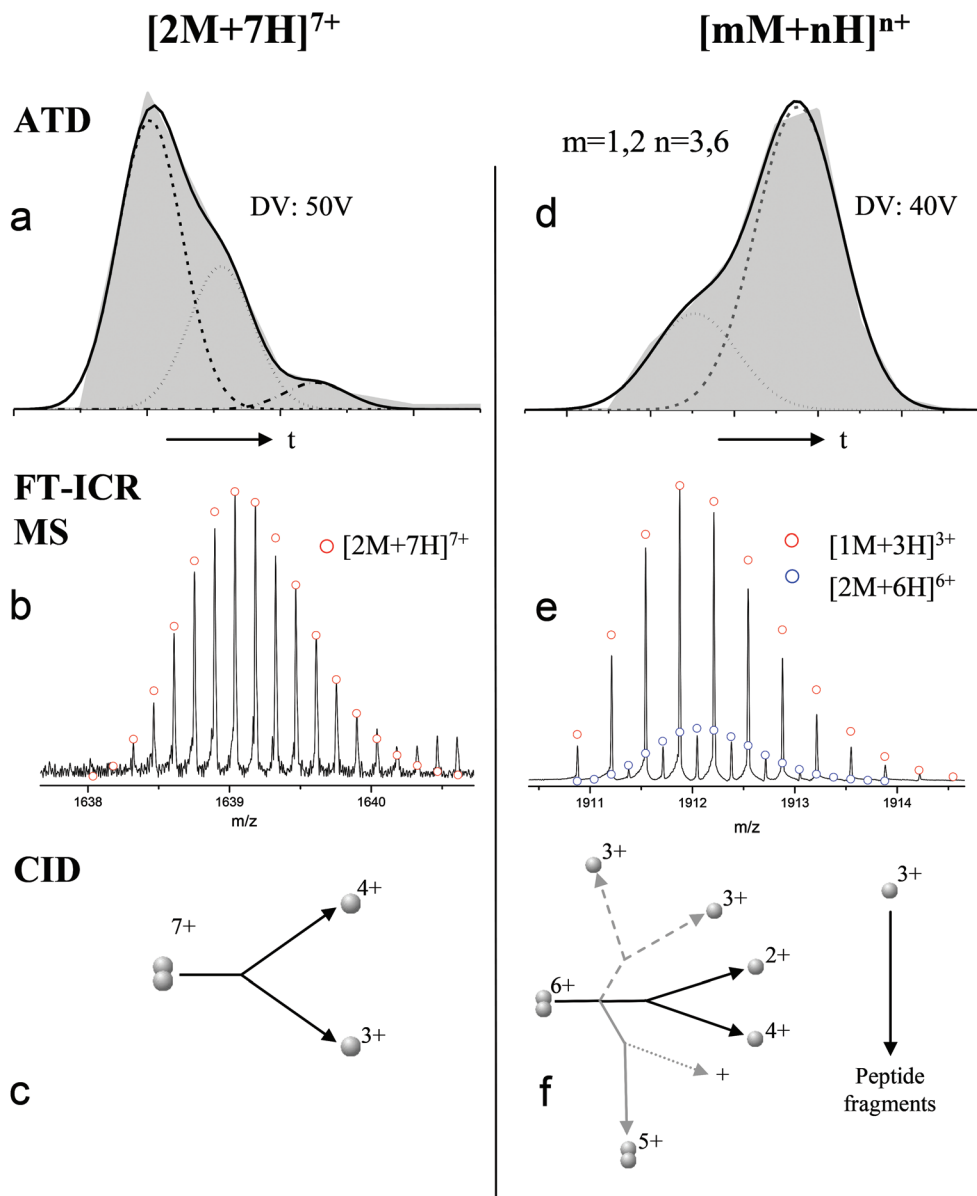 [2M+7H]7+
[mM+nH]n+
ATD
a
DV: 50V
t
m=1,2 n=3,6
d
DV: 40V
t
FT-ICR
MS
b
[2M+7H]7+
1638 1639 1640
m/z
e
[1M+3H]3+
[2M+6H]6+
1911 1912 1913 1914
m/z
CID
c
7+
4+
3+
f
3+
3+
2+
6+
4+
+
5+
3+
Peptide
fragments